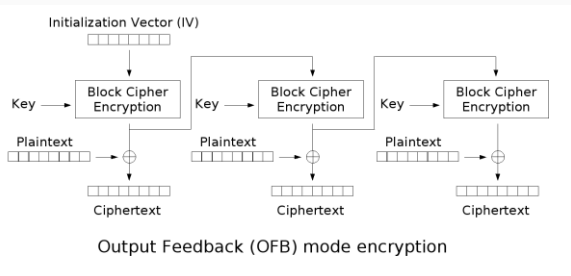 Initialization Vector (IV)
Key
Block Cipher
Encryption
Key
Block Cipher
Encryption
Key
Block Cipher
Encryption
Plaintext
Plaintext
Plaintext
Ciphertext
Ciphertext
Ciphertext
Output Feedback (OFB) mode encryption